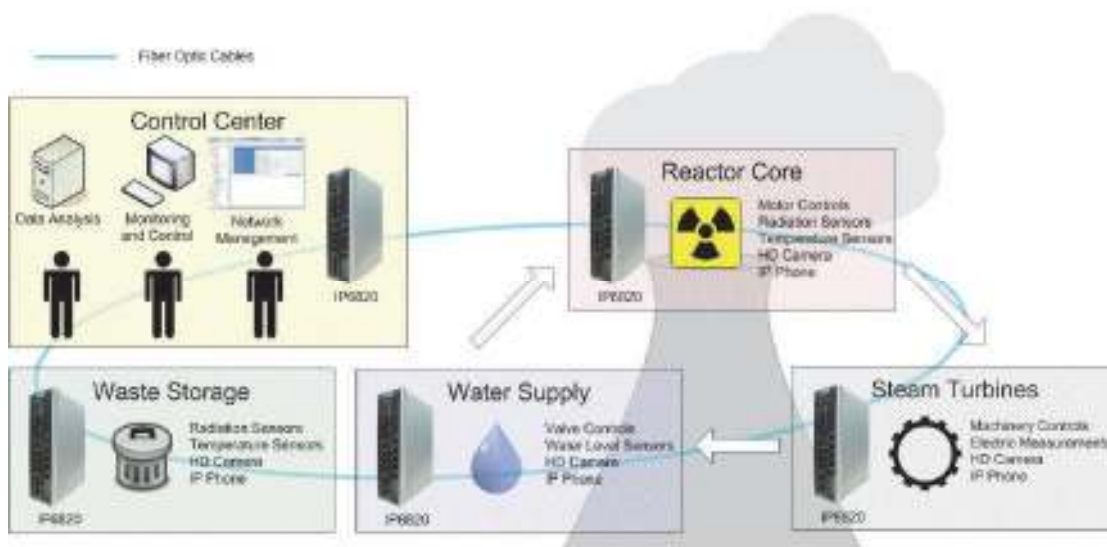 Fiber Optic Cables
Control Center
Data Analysis
Monitoring
and Control
Network
Management
IP6820
Reactor Core
Motor Controls
Radiation Sensors
Temperature Sensors
HD Camera
IP Phone
IP6820
Waste Storage
Radiation Sensors
Temperature Sensors
HD Camera
IP Phone
IP6820
Water Supply
Valve Controls
Water Level Sensors
HD Camera
IP Phone
IP6820
Steam Turbines
Machinery Controls
Electric Measurements
HD Camera
IP Phone
IP6820